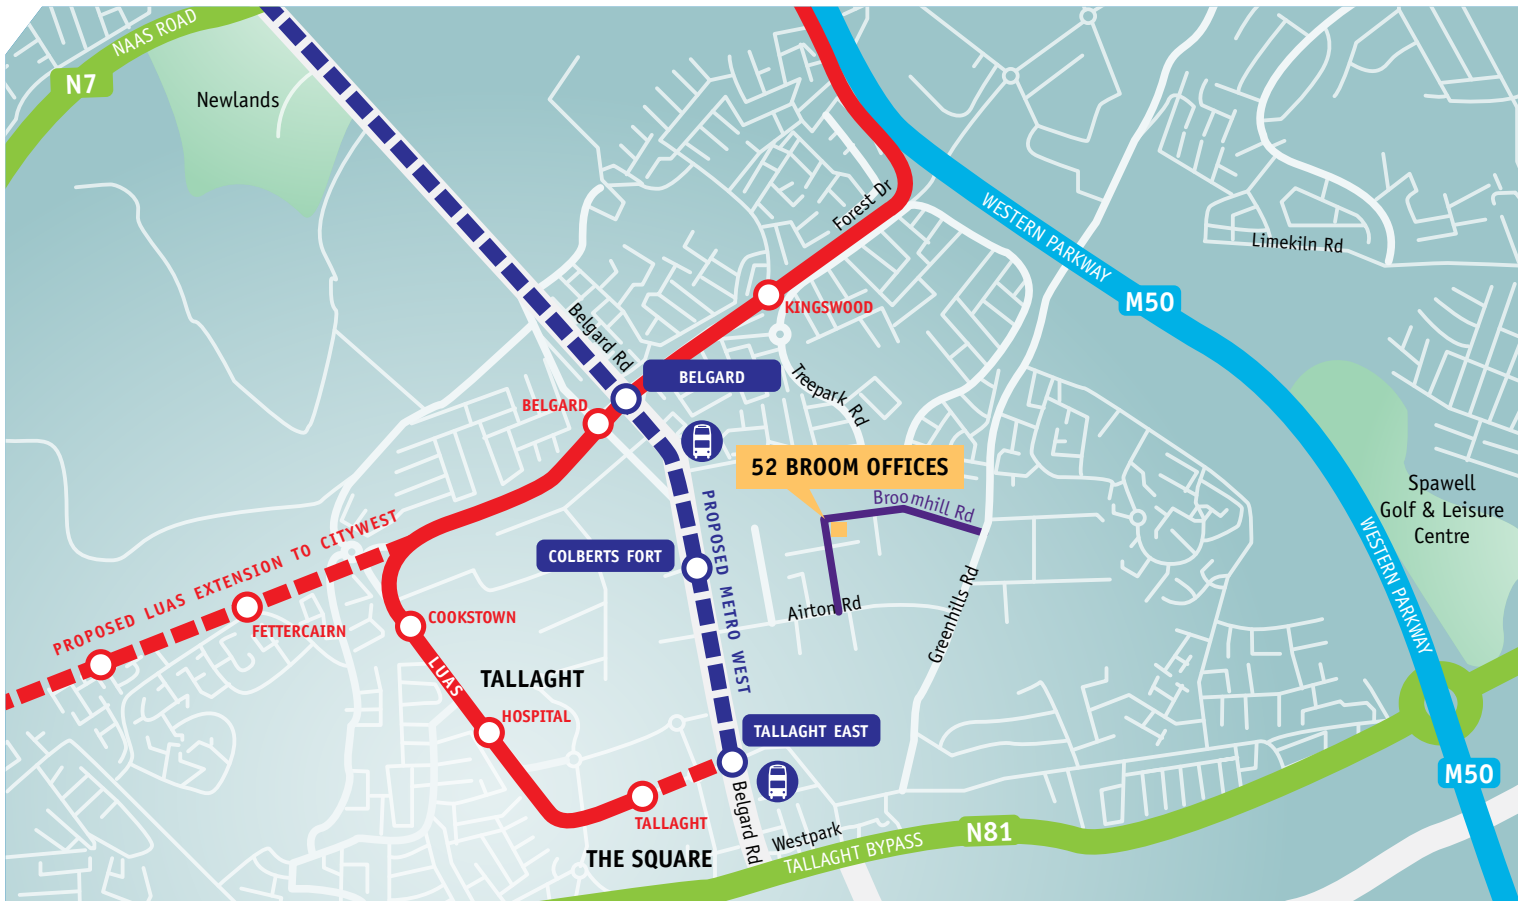 NAAS ROAD
N7
Newlands
Forest Dr
WESTERN PARKWAY
Limekiln Rd
M50
KINGSWOOD
Belgard Rd
BELGARD
Treepark Rd
BELGARD
52 BROOM OFFICES
Spawell
Golf & Leisure
Centre
Broomhill Rd
PROPOSED LUAS EXTENSION TO CITYWEST
PROPOSED METRO WEST
COLBERTS FORT
WESTERN PARKWAY
FETTERCAIRN
COOKSTOWN
Airton Rd
Greenhills Rd
LUAS
TALLAGHT
HOSPITAL
TALLAGHT EAST
M50
TALLAGHT
Belgard Rd
Westpark
N81
THE SQUARE
TALLAGHT BYPASS